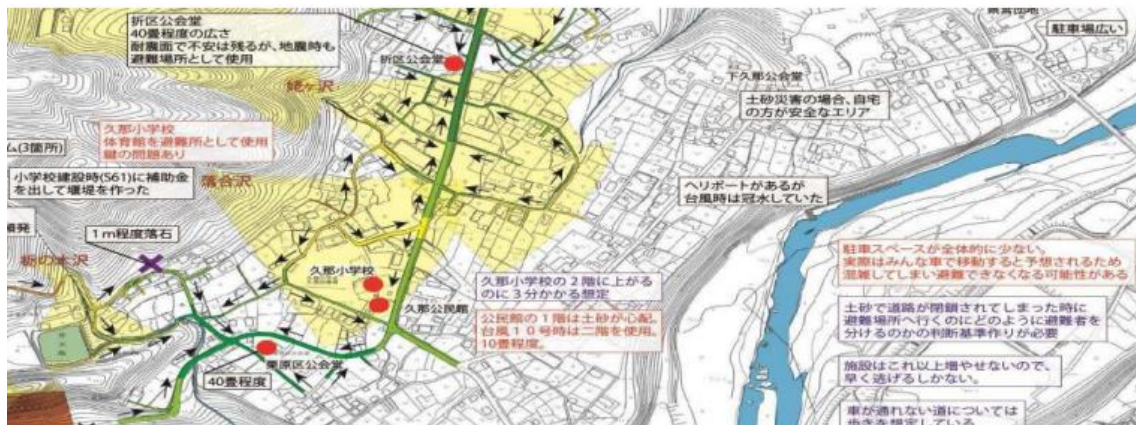 折区公会堂
40畳程度の広さ
耐震面で不安は残るが、地震時も
避難場所として使用
折区公会堂
駐車場広い
下久那公会堂
土砂災害の場合、自宅
の方が安全なエリア
姥ヶ沢
久那小学校
体育館を避難所として使用
鍵の問題あり
ム(3箇所)
小学校建設時(S61)に補助金
を出して堰堤を作った
落合沢
ヘリポートがあるが
台風時は冠水していた
開発
1m程度落石
栃の木沢
久那小学校
久那公民館
久那小学校の2階に上がる
のに3分かかる想定
公民館の1階は土砂が心配。
台風10号時は二階を使用。
10畳程度。
栗原区公会堂
40畳程度
駐車スペースが全体的に少ない。
実際はみんな車で移動すると予想されるため
混雑してしまい避難できなくなる可能性がある
土砂で道路が閉鎖されてしまった時に
避難場所へ行くのにどのように避難者を
分けるのかの判断基準作りが必要
施設はこれ以上増やせないので、
早く逃げるしかない。
車が通れない道については
歩きを想定している